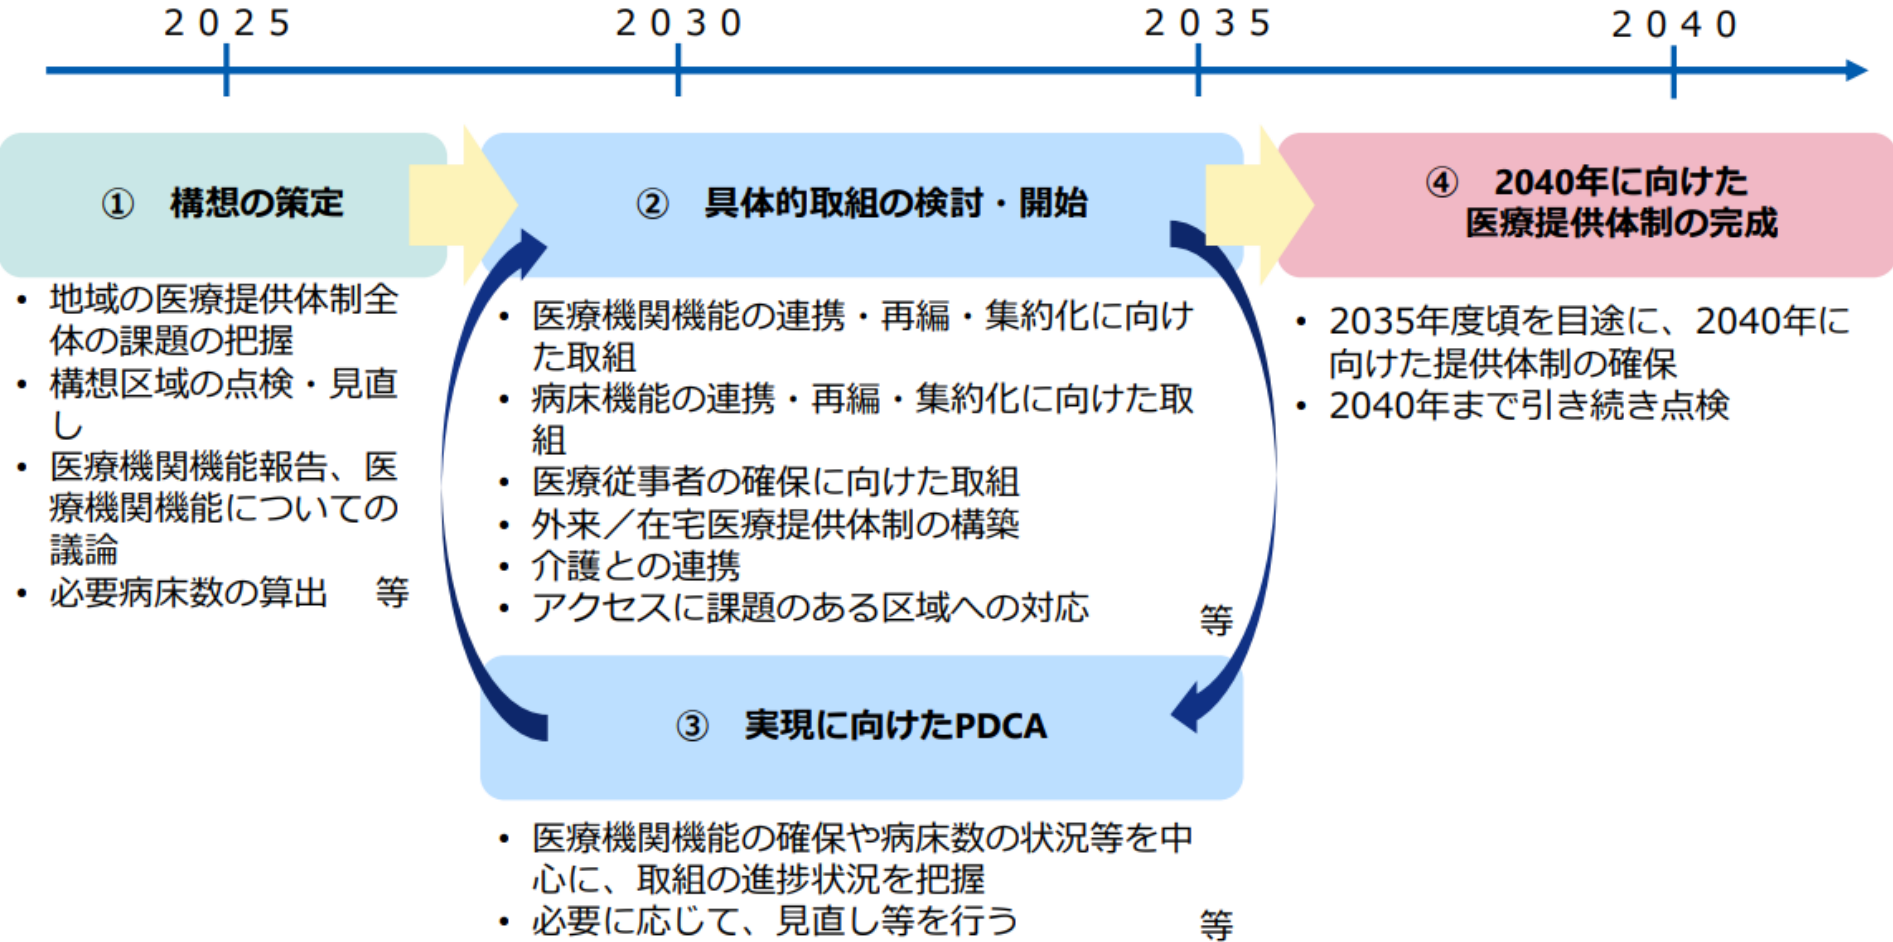 ２０２５
２０３０
２０３５
２０４０
① 構想の策定
• 地域の医療提供体制全
体の課題の把握
• 構想区域の点検・見直
し
• 医療機関機能報告、医
療機関機能についての
議論
• 必要病床数の算出 等
② 具体的取組の検討・開始
• 医療機関機能の連携・再編・集約化に向け
た取組
• 病床機能の連携・再編・集約化に向けた取
組
• 医療従事者の確保に向けた取組
• 外来／在宅医療提供体制の構築
• 介護との連携
• アクセスに課題のある区域への対応
等
③ 実現に向けたPDCA
• 医療機関機能の確保や病床数の状況等を中
心に、取組の進捗状況を把握
• 必要に応じて、見直し等を行う 等
④ 2040年に向けた
医療提供体制の完成
• 2035年度頃を目途に、2040年に
向けた提供体制の確保
• 2040年まで引き続き点検